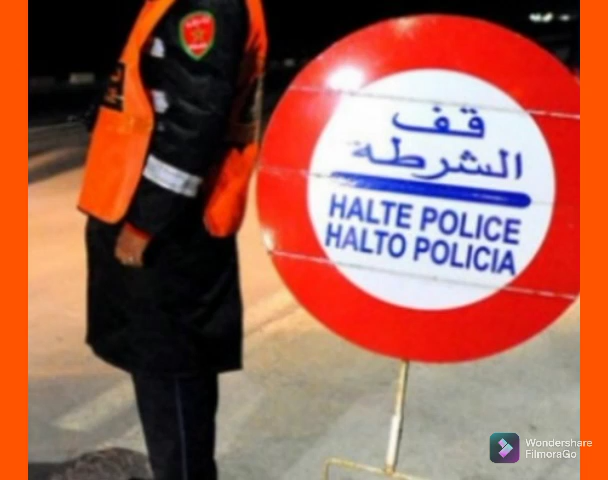 قف
الشرطة
HALTE POLICE
HALTO POLICIA
Wondershare
FilmoraGo